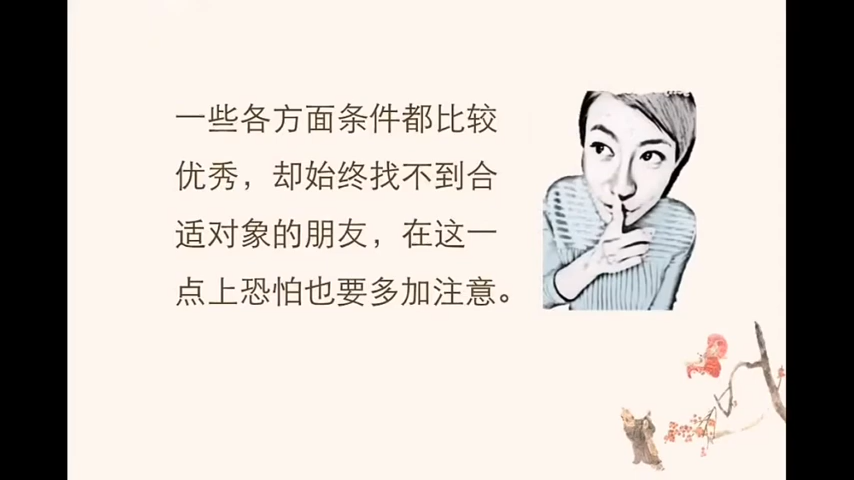 一些各方面条件都比较
优秀，却始终找不到合
适对象的朋友，在这一
点上恐怕也要多加注意。